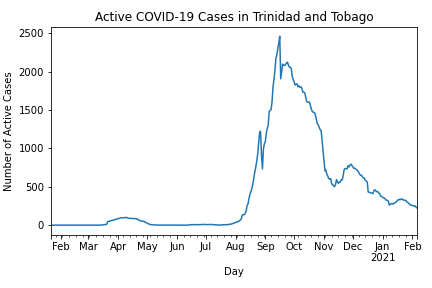 Active COVID-19 Cases in Trinidad and Tobago
Number of Active Cases
2500
2000
1500
1000
500
0
Feb Mar Apr May Jun Jul Aug Sep Oct Nov Dec Jan Feb
2021
Day